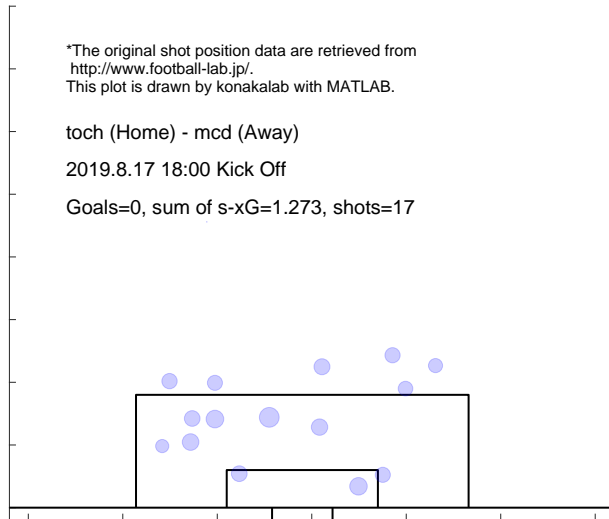 *The original shot position data are retrieved from
http://www.football-lab.jp/.
This plot is drawn by konakalab with MATLAB.
toch (Home) - mcd (Away)
2019.8.17 18:00 Kick Off
Goals=0, sum of s-xG=1.273, shots=17